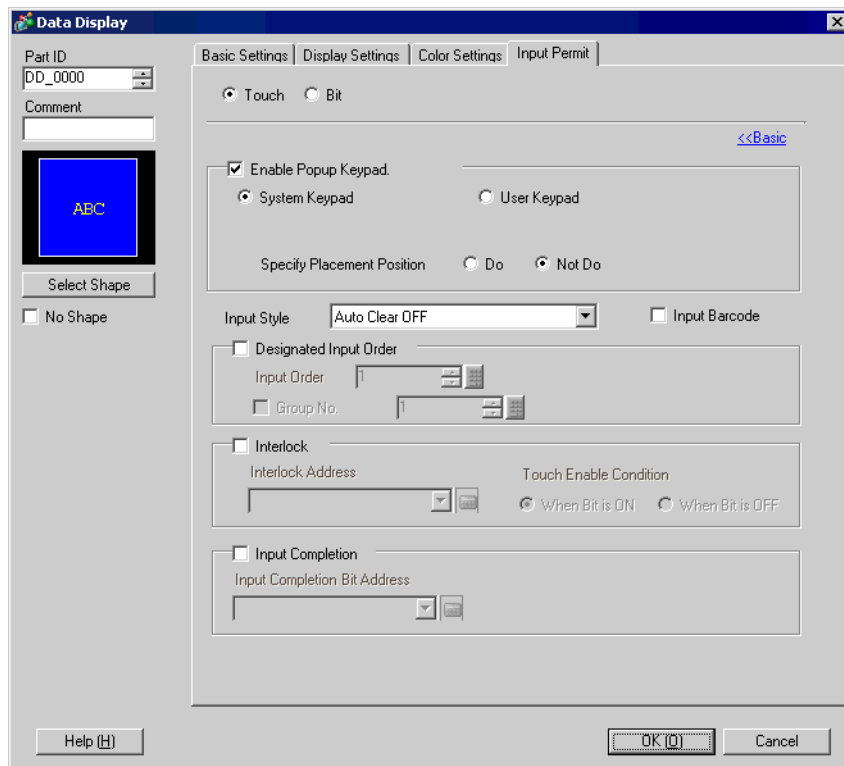 Data Display
Part ID
DD_0000
Comment
ABC
Select Shape
No Shape
Basic Settings Display Settings Color Settings Input Permit
Touch Bit
<<Basic
Enable Popup Keypad.
System Keypad User Keypad
Specify Placement Position Do Not Do
Input Style Auto Clear OFF Input Barcode
Designated Input Order
Input Order 1
Group No. 1
Interlock
Interlock Address Touch Enable Condition
When Bit is ON When Bit is OFF
Input Completion
Input Completion Bit Address
Help (H) OK (O) Cancel